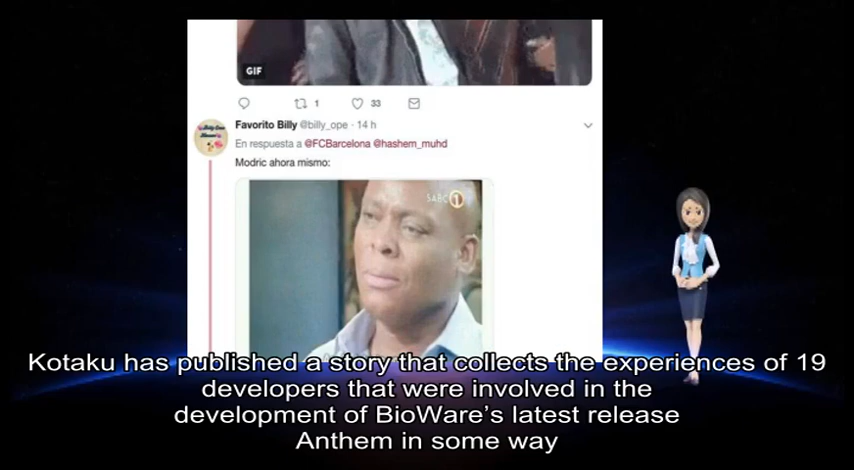 GIF
1 33
Favorito Billy @billy_ope · 14 h
En respuesta a @FCBarcelona @hashem_muhd
Modric ahora mismo:
SABC 1
Kotaku has published a story that collects the experiences of 19
developers that were involved in the
development of BioWare's latest release
Anthem in some way